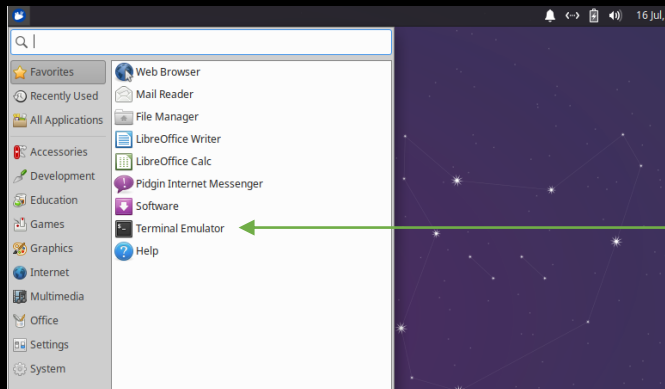 16 Jul,
Favorites
Recently Used
All Applications
Accessories
Development
Education
Games
Graphics
Internet
Multimedia
Office
Settings
System
Web Browser
Mail Reader
File Manager
LibreOffice Writer
LibreOffice Calc
Pidgin Internet Messenger
Software
Terminal Emulator
Help